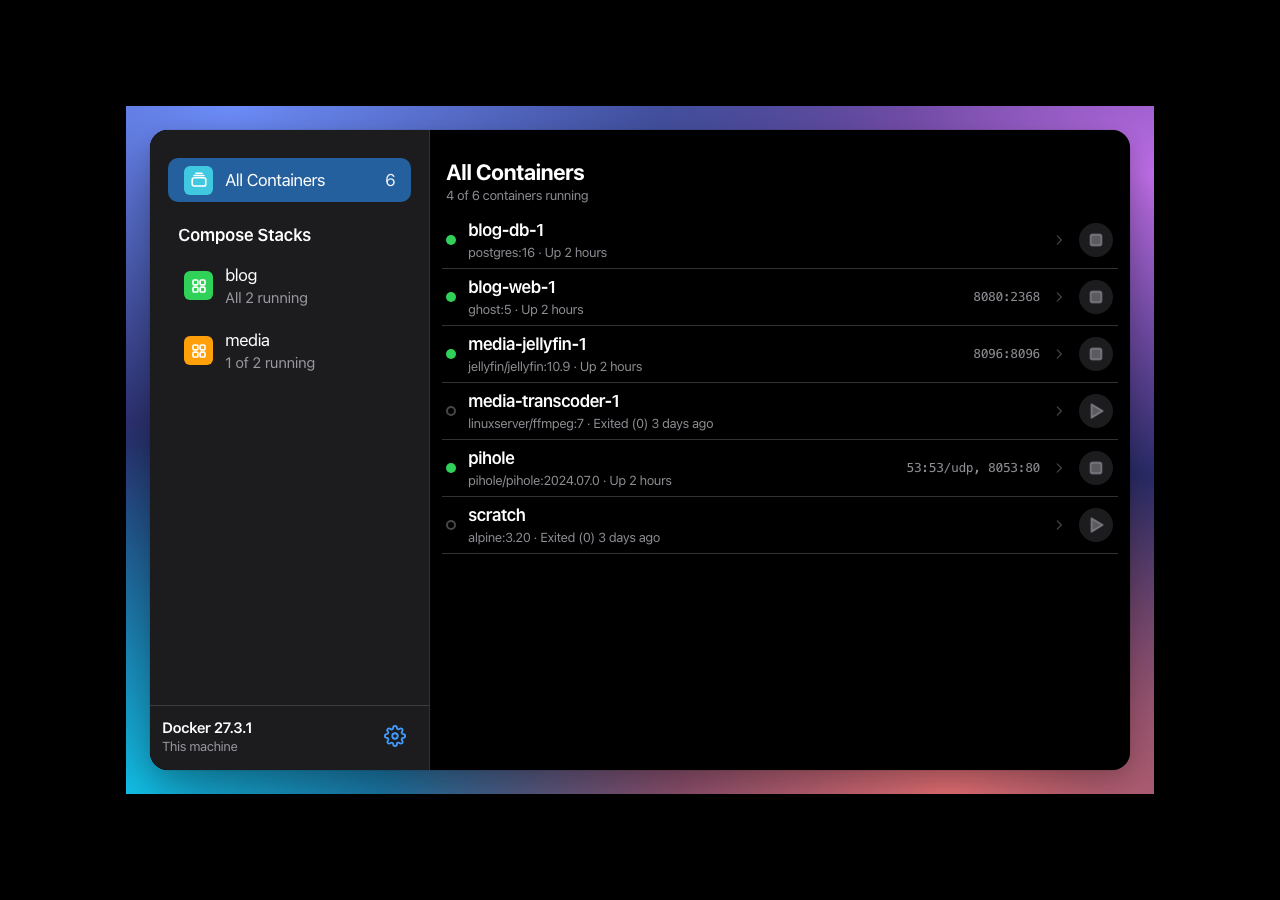 All Containers 6
Compose Stacks
blog
All 2 running
media
1 of 2 running
Docker 27.3.1
This machine
All Containers
4 of 6 containers running
blog-db-1
postgres:16 · Up 2 hours
blog-web-1
ghost:5 · Up 2 hours
8080:2368
media-jellyfin-1
jellyfin/jellyfin:10.9 · Up 2 hours
8096:8096
media-transcoder-1
linuxserver/ffmpeg:7 · Exited (0) 3 days ago
pihole
pihole/pihole:2024.07.0 · Up 2 hours
53:53/udp, 8053:80
scratch
alpine:3.20 · Exited (0) 3 days ago